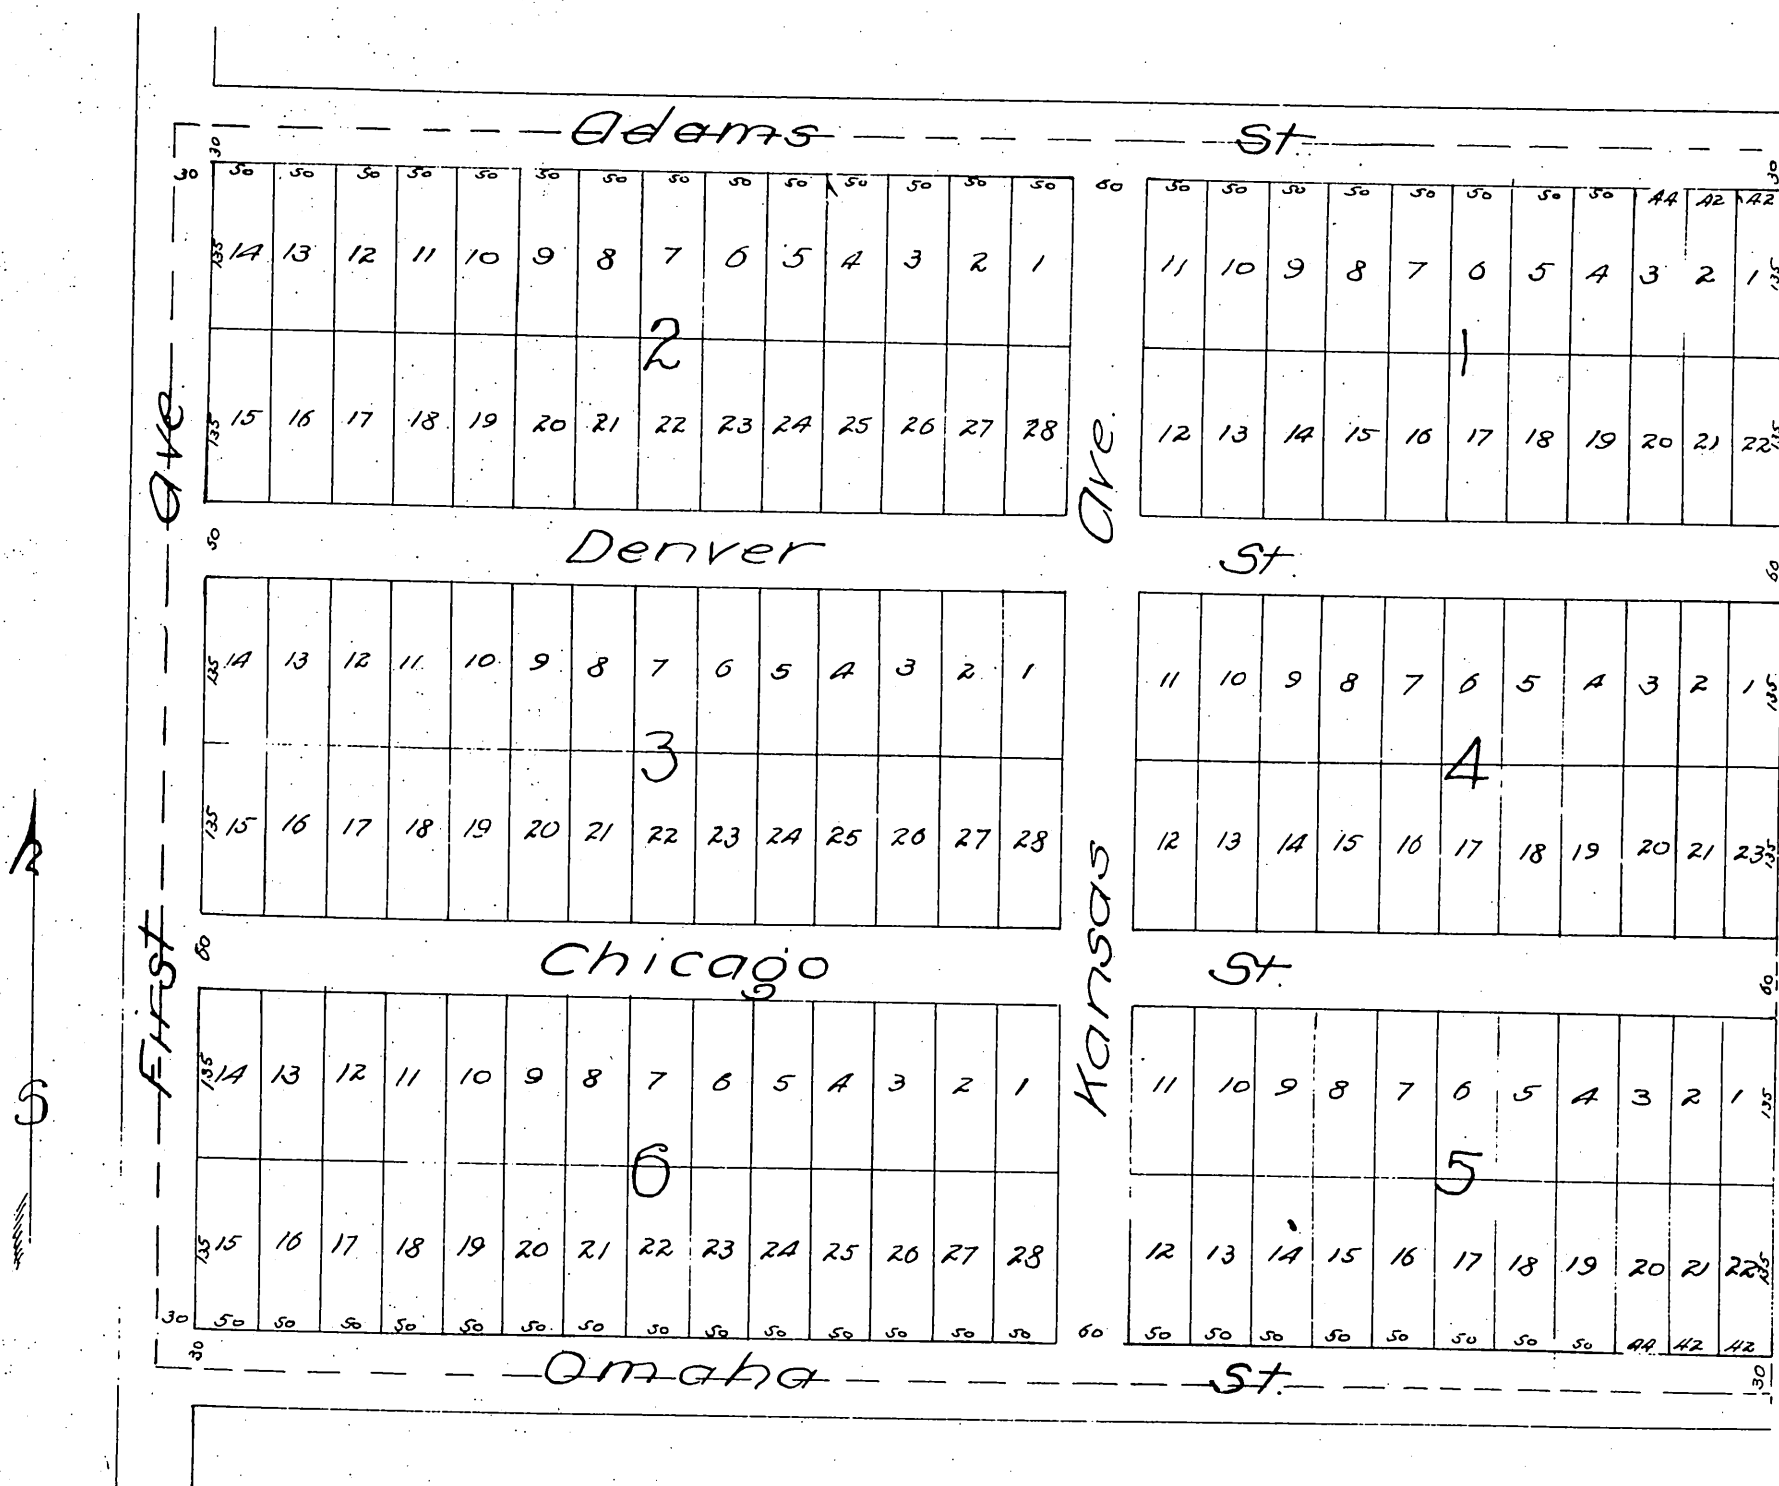 Adams St.
30 30
50 50 50 50 50 30 50 50 50 50 50 50 50 50 60 50 50 50 50 50 50 50 50 44 42 42
135 14 13 12 11 10 9 8 7 6 5 4 3 2 1 11 10 9 8 7 6 5 4 3 2 1 135
2 1
135 15 16 17 18 19 20 21 22 23 24 25 26 27 28 12 13 14 15 16 17 18 19 20 21 22 135
First Ave
Kansas Ave.
50 Denver St. 60
135 14 13 12 11 10 9 8 7 6 5 4 3 2 1 11 10 9 8 7 6 5 4 3 2 1 135
3 4
135 15 16 17 18 19 20 21 22 23 24 25 26 27 28 12 13 14 15 16 17 18 19 20 21 23 135
60 Chicago St. 60
135 14 13 12 11 10 9 8 7 6 5 4 3 2 1 11 10 9 8 7 6 5 4 3 2 1 135
6 5
135 15 16 17 18 19 20 21 22 23 24 25 26 27 28 12 13 14 15 16 17 18 19 20 21 22 135
30 50 50 50 50 50 50 50 50 50 50 50 50 50 50 60 50 50 50 50 50 50 50 50 44 42 42
30 Omaha St. 30
S